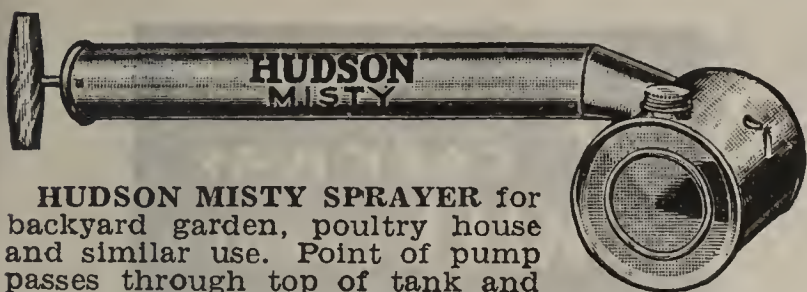 HUDSON
MISTY
HUDSON MISTY SPRAYER for
backyard garden, poultry house
and similar use. Point of pump
passes through top of tank and